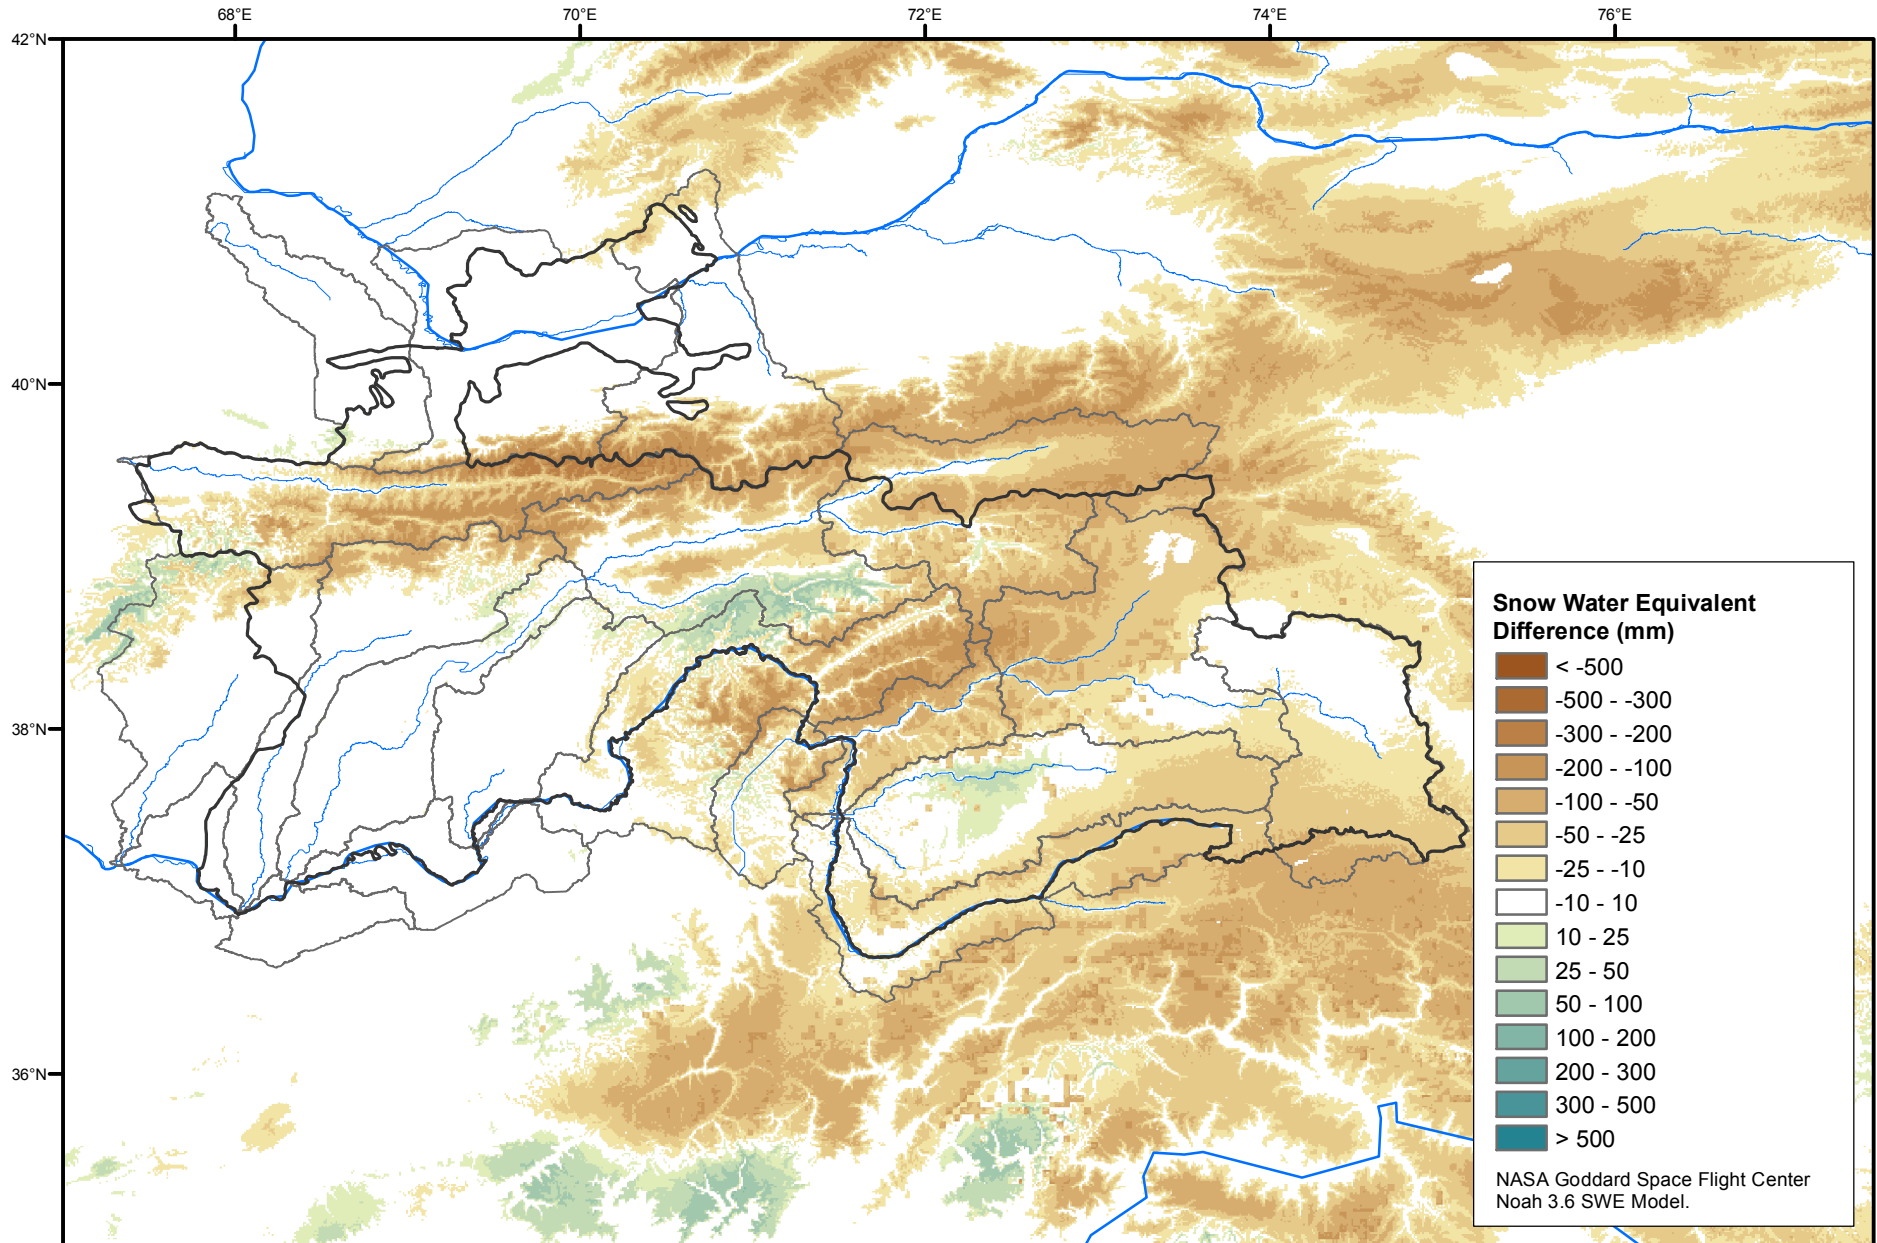 68°E 70°E 72°E 74°E 76°E
42°N
40°N
38°N
36°N
Snow Water Equivalent
Difference (mm)
< -500
-500 - -300
-300 - -200
-200 - -100
-100 - -50
-50 - -25
-25 - -10
-10 - 10
10 - 25
25 - 50
50 - 100
100 - 200
200 - 300
300 - 500
> 500
NASA Goddard Space Flight Center
Noah 3.6 SWE Model.